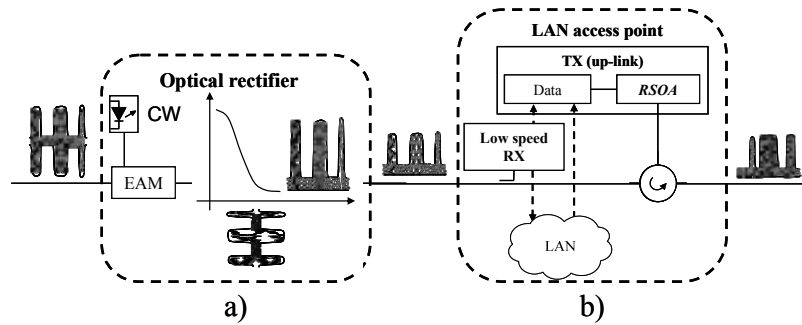 LAN access point
TX (up-link)
Data
RSOA
Optical rectifier
CW
EAM
Low speed
RX
LAN
a)
b)